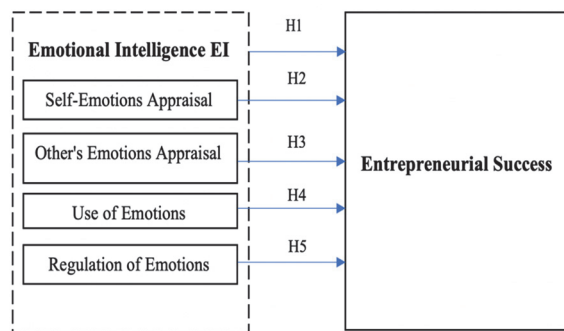 H1
Emotional Intelligence EI
H2
Self-Emotions Appraisal
H3
Other's Emotions Appraisal
Entrepreneurial Success
H4
Use of Emotions
H5
Regulation of Emotions